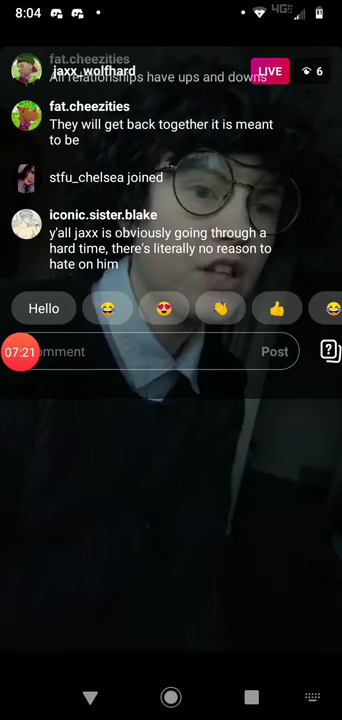 8:04
4G
fat.cheezities
jaxx_wolfhard
All relationships have ups and downs
LIVE
6
fat.cheezities
They will get back together it is meant
to be
stfu_chelsea joined
iconic.sister.blake
y'all jaxx is obviously going through a
hard time, there's literally no reason to
hate on him
Hello
07:21
omment
Post